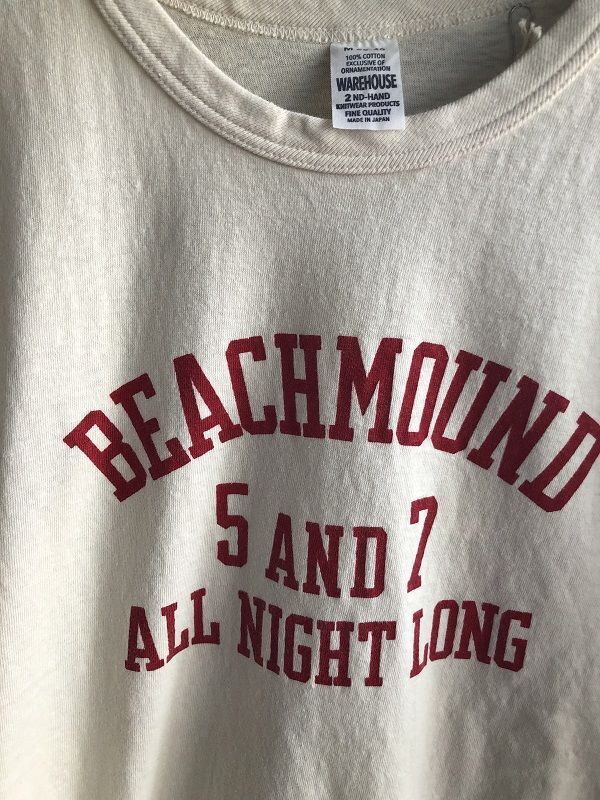 100% COTTON
EXCLUSIVE OF
ORNAMENTATION
WAREHOUSE
2 ND-HAND
KNITWEAR PRODUCTS
FINE QUALITY
MADE IN JAPAN
BEACHMOUND
5 AND 7
ALL NIGHT LONG